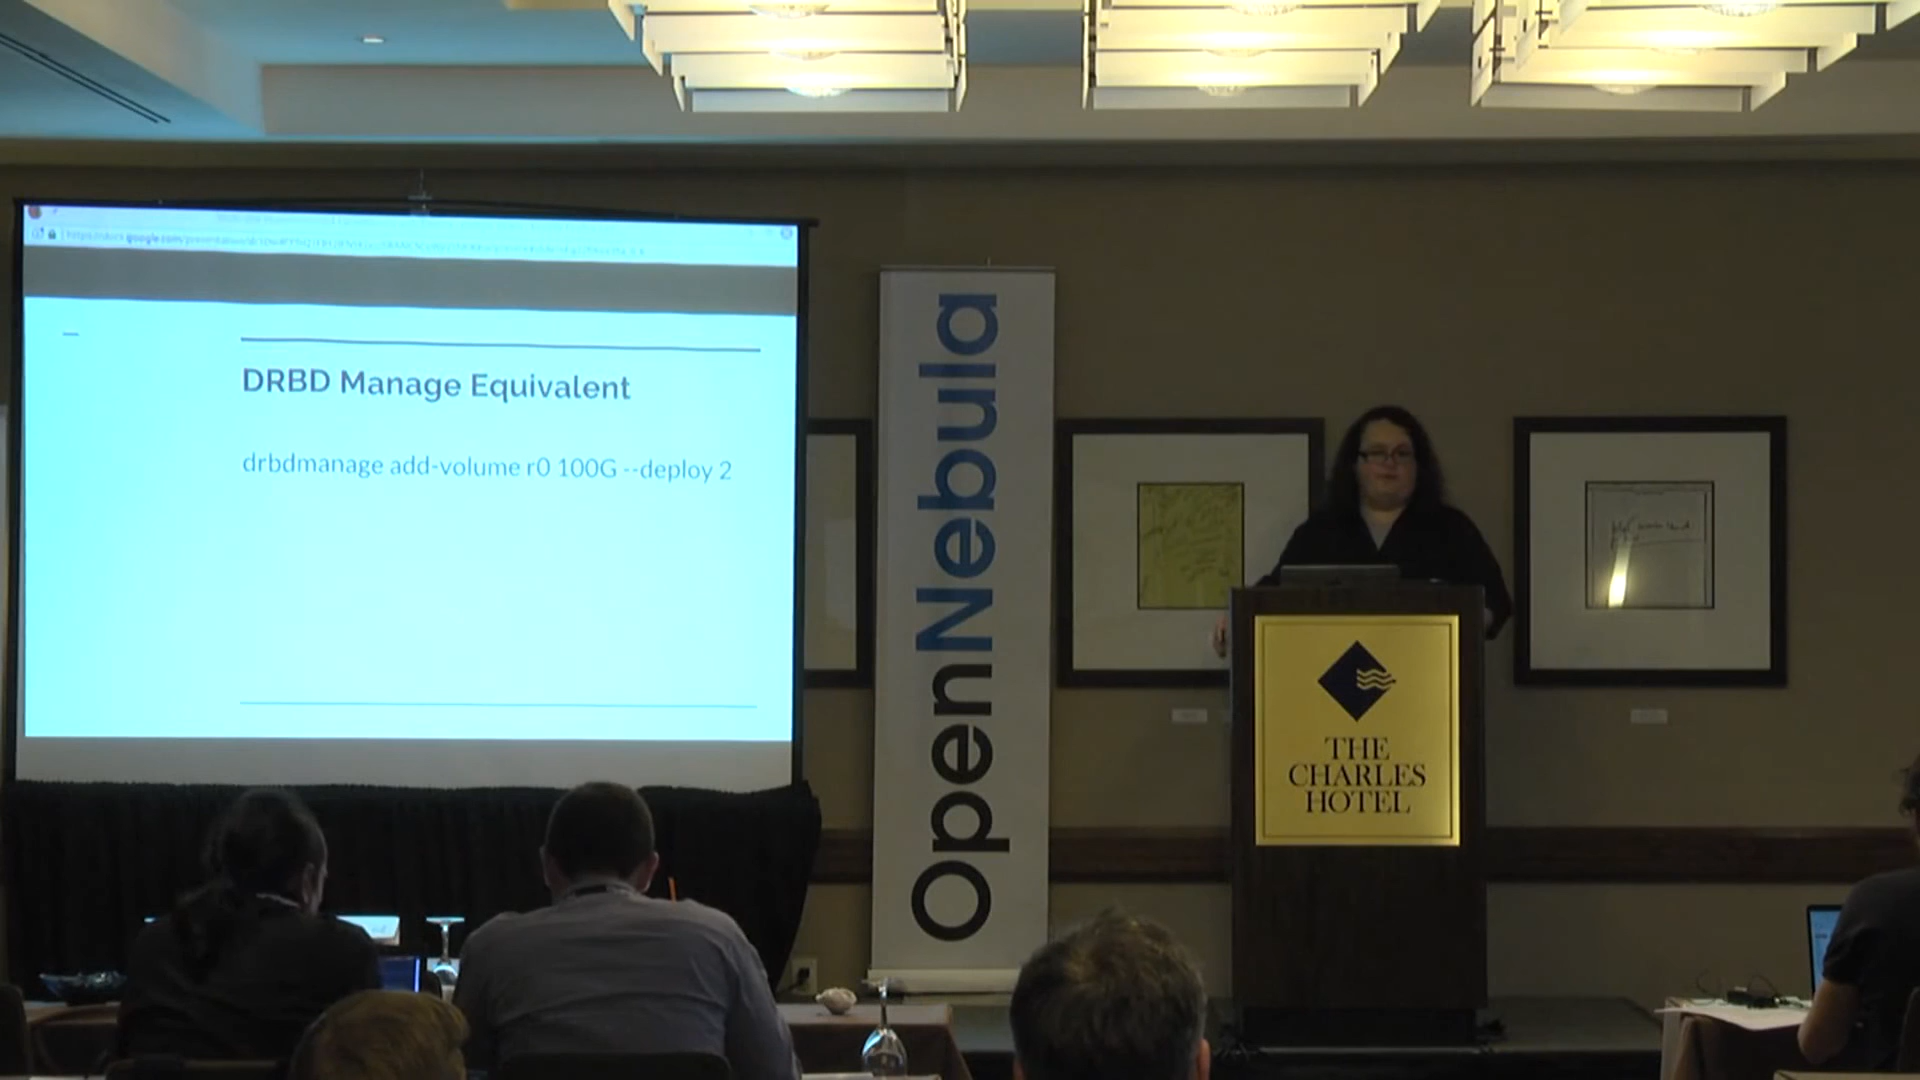 DRBD Manage Equivalent
drbdmanage add-volume r0 100G --deploy 2
OpenNebula
THE
CHARLES
HOTEL